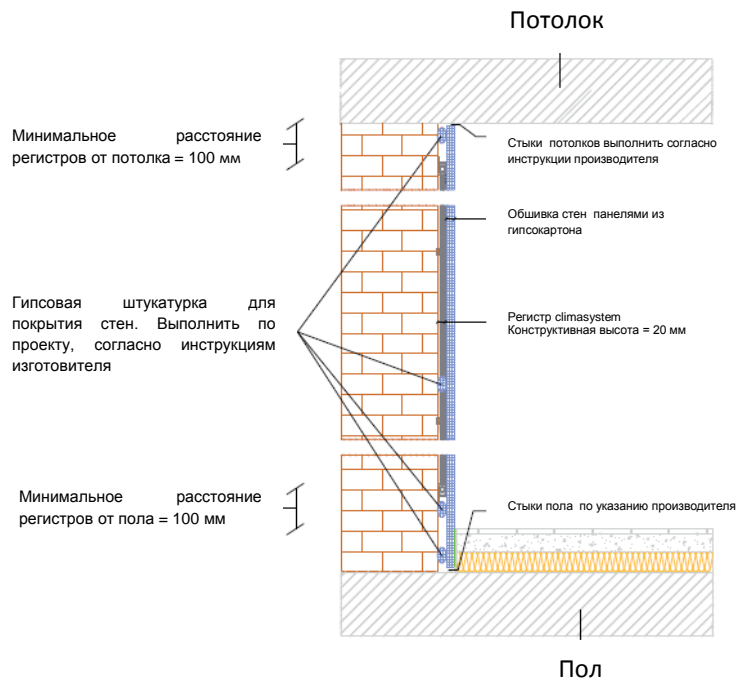 Потолок
Минимальное расстояние
регистров от потолка = 100 мм
Стыки потолков выполнить согласно
инструкции производителя
Обшивка стен панелями из
гипсокартона
Гипсовая штукатурка для
покрытия стен. Выполнить по
проекту, согласно инструкциям
изготовителя
Регистр climasystem
Конструктивная высота = 20 мм
Минимальное расстояние
регистров от пола = 100 мм
Стыки пола по указанию производителя
Пол